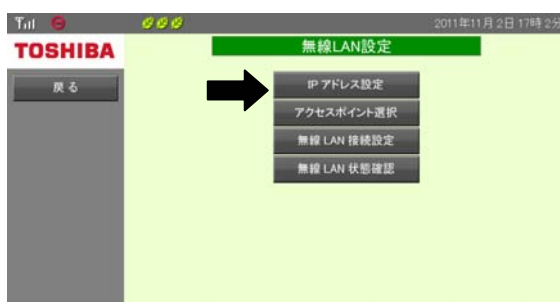 2011年11月2日17時2分
TOSHIBA
無線LAN設定
戻る
IPアドレス設定
アクセスポイント選択
無線 LAN 接続設定
無線 LAN 状態確認